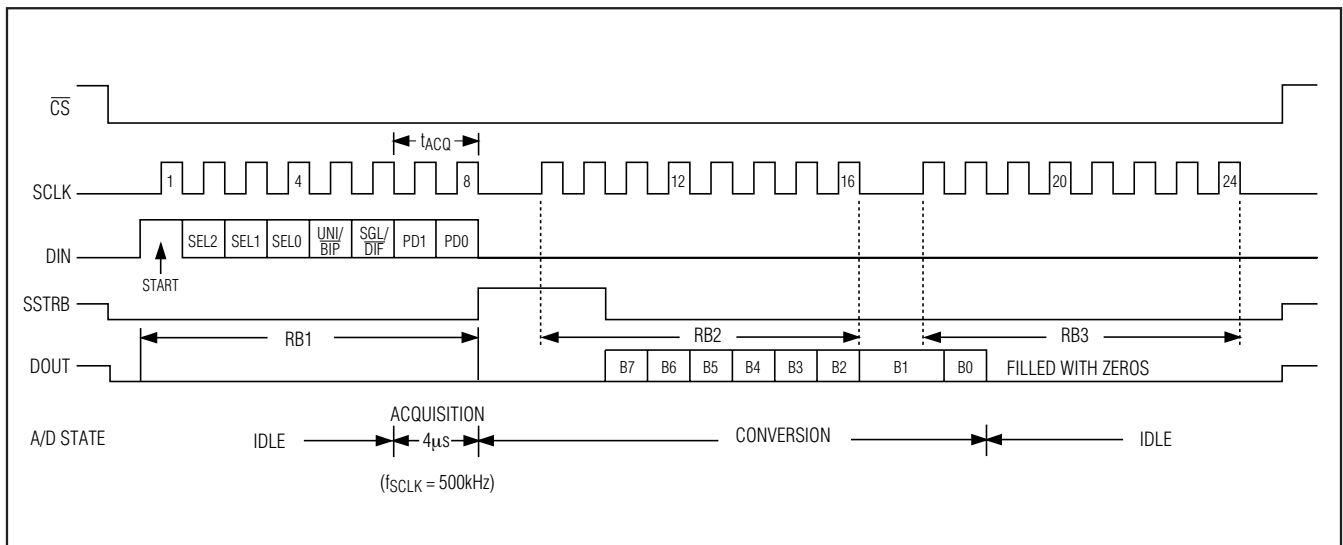 CS
tACQ
SCLK 1 4 8 12 16 20 24
DIN SEL2 SEL1 SEL0 UNI/BIP SGL/DIF PD1 PD0
START
SSTRB
RB1 RB2 RB3
DOUT B7 B6 B5 B4 B3 B2 B1 B0 FILLED WITH ZEROS
ACQUISITION
A/D STATE IDLE 4µs CONVERSION IDLE
(fSCLK = 500kHz)